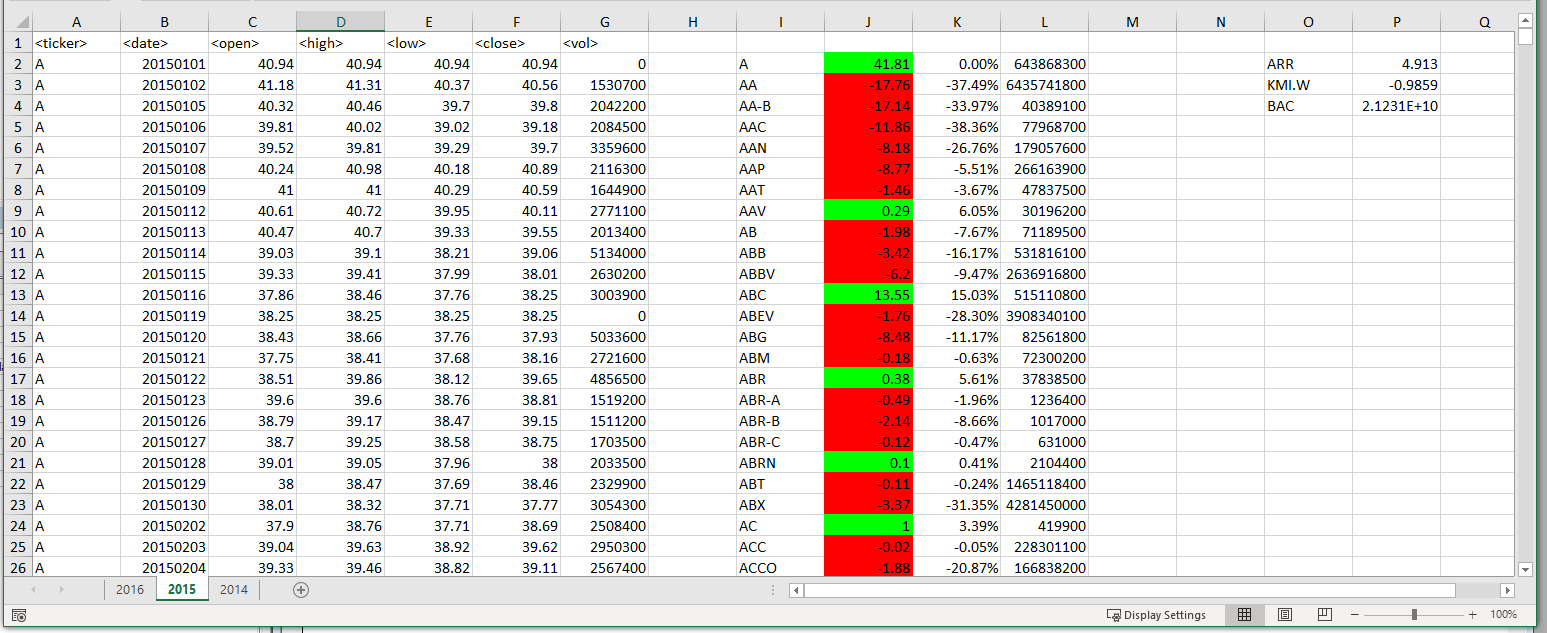 A B C D E F G H I J K L M N O P Q
1 <ticker> <date> <open> <high> <low> <close> <vol>
2 A 20150101 40.94 40.94 40.94 40.94 0 A 41.81 0.00% 643868300 ARR 4.913
3 A 20150102 41.18 41.31 40.37 40.56 1530700 AA -17.76 -37.49% 6435741800 KMI.W -0.9859
4 A 20150105 40.32 40.46 39.7 39.8 2042200 AA-B -17.14 -33.97% 40389100 BAC 2.1231E+10
5 A 20150106 39.81 40.02 39.02 39.18 2084500 AAC -11.86 -38.36% 77968700
6 A 20150107 39.52 39.81 39.29 39.7 3359600 AAN -8.18 -26.76% 179057600
7 A 20150108 40.24 40.98 40.18 40.89 2116300 AAP -8.77 -5.51% 266163900
8 A 20150109 41 41 40.29 40.59 1644900 AAT -1.46 -3.67% 47837500
9 A 20150112 40.61 40.72 39.95 40.11 2771100 AAV 0.29 6.05% 30196200
10 A 20150113 40.47 40.7 39.33 39.55 2013400 AB -1.98 -7.67% 71189500
11 A 20150114 39.03 39.1 38.21 39.06 5134000 ABB -3.42 -16.17% 531816100
12 A 20150115 39.33 39.41 37.99 38.01 2630200 ABBV -6.2 -9.47% 2636916800
13 A 20150116 37.86 38.46 37.76 38.25 3003900 ABC 13.55 15.03% 515110800
14 A 20150119 38.25 38.25 38.25 38.25 0 ABEV -1.76 -28.30% 3908340100
15 A 20150120 38.43 38.66 37.76 37.93 5033600 ABG -8.48 -11.17% 82561800
16 A 20150121 37.75 38.41 37.68 38.16 2721600 ABM -0.18 -0.63% 72300200
17 A 20150122 38.51 39.86 38.12 39.65 4856500 ABR 0.38 5.61% 37838500
18 A 20150123 39.6 39.6 38.76 38.81 1519200 ABR-A -0.49 -1.96% 1236400
19 A 20150126 38.79 39.17 38.47 39.15 1511200 ABR-B -2.14 -8.66% 1017000
20 A 20150127 38.7 39.25 38.58 38.75 1703500 ABR-C -0.12 -0.47% 631000
21 A 20150128 39.01 39.05 37.96 38 2033500 ABRN 0.1 0.41% 2104400
22 A 20150129 38 38.47 37.69 38.46 2329900 ABT -0.11 -0.24% 1465118400
23 A 20150130 38.01 38.32 37.71 37.77 3054300 ABX -3.37 -31.35% 4281450000
24 A 20150202 37.9 38.76 37.71 38.69 2508400 AC 1 3.39% 419900
25 A 20150203 39.04 39.63 38.92 39.62 2950300 ACC -0.02 -0.05% 228301100
26 A 20150204 39.33 39.46 38.82 39.11 2567400 ACCO -1.88 -20.87% 166838200
2016 2015 2014
Display Settings 100%